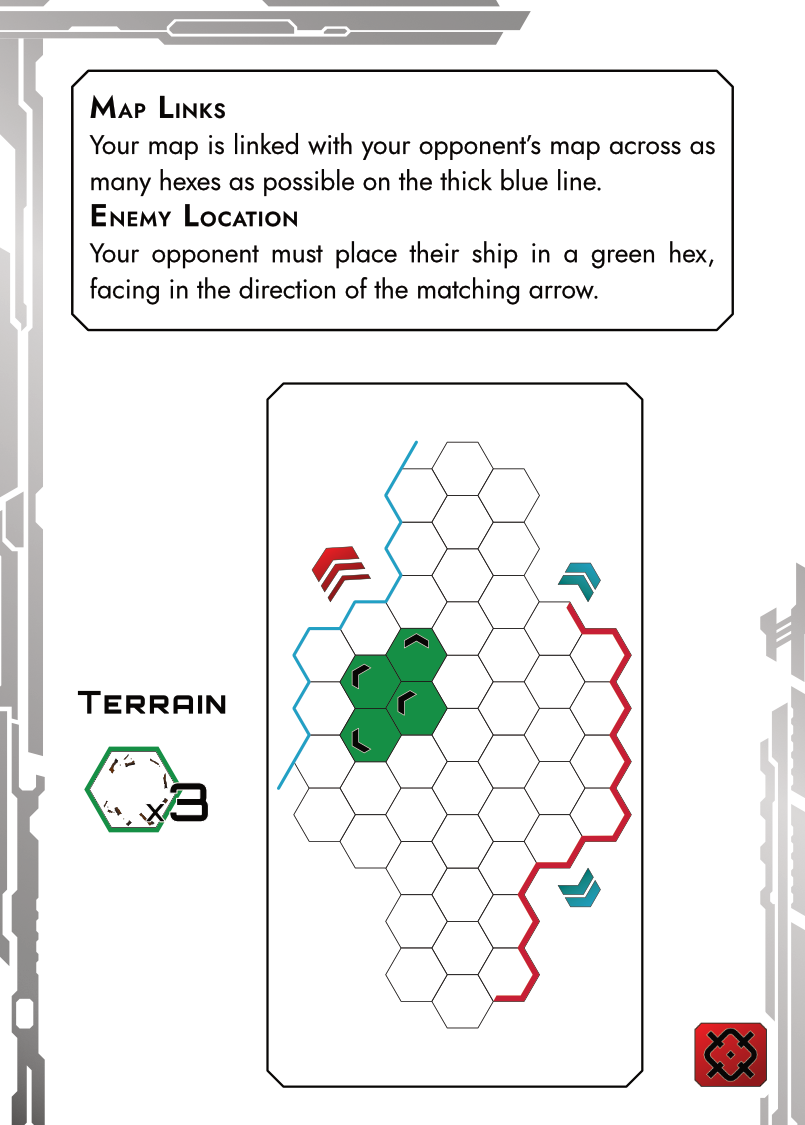 Map Links
Your map is linked with your opponent's map across as
many hexes as possible on the thick blue line.
Enemy Location
Your opponent must place their ship in a green hex,
facing in the direction of the matching arrow.
Terrain
x3